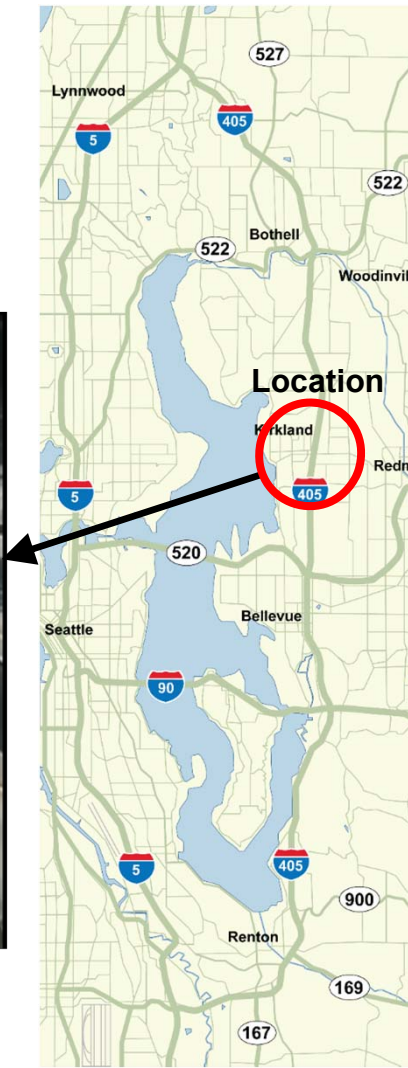 527
Lynnwood
405
5
522
Bothell
522
Woodinvil
Location
Kirkland
Redm
5
405
520
Bellevue
Seattle
90
5
405
900
Renton
169
167